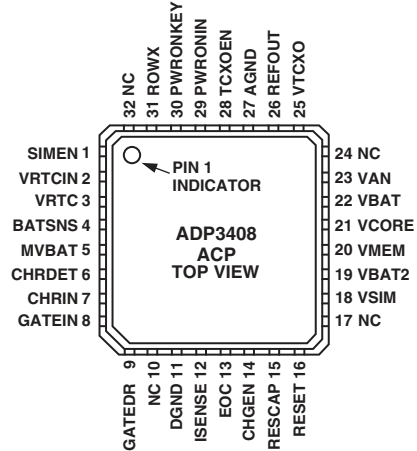 32 NC
31 ROWX
30 PWRONKEY
29 PWRONIN
28 TCXOEN
27 AGND
26 REFOUT
25 VTCXO
SIMEN 1
VRTCIN 2
VRTC 3
BATSNS 4
MVBAT 5
CHRDET 6
CHRIN 7
GATEIN 8
PIN 1
INDICATOR
ADP3408
ACP
TOP VIEW
24 NC
23 VAN
22 VBAT
21 VCORE
20 VMEM
19 VBAT2
18 VSIM
17 NC
GATEDR 9
NC 10
DGND 11
ISENSE 12
EOC 13
CHGEN 14
RESCAP 15
RESET 16